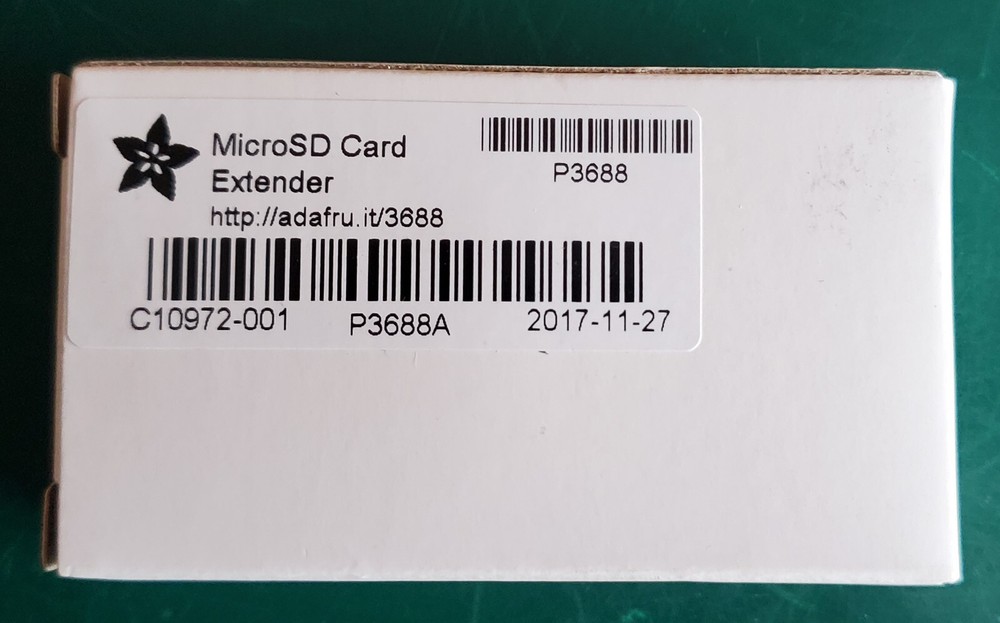 MicroSD Card
Extender
http://adafru.it/3688
P3688
C10972-001 P3688A 2017-11-27